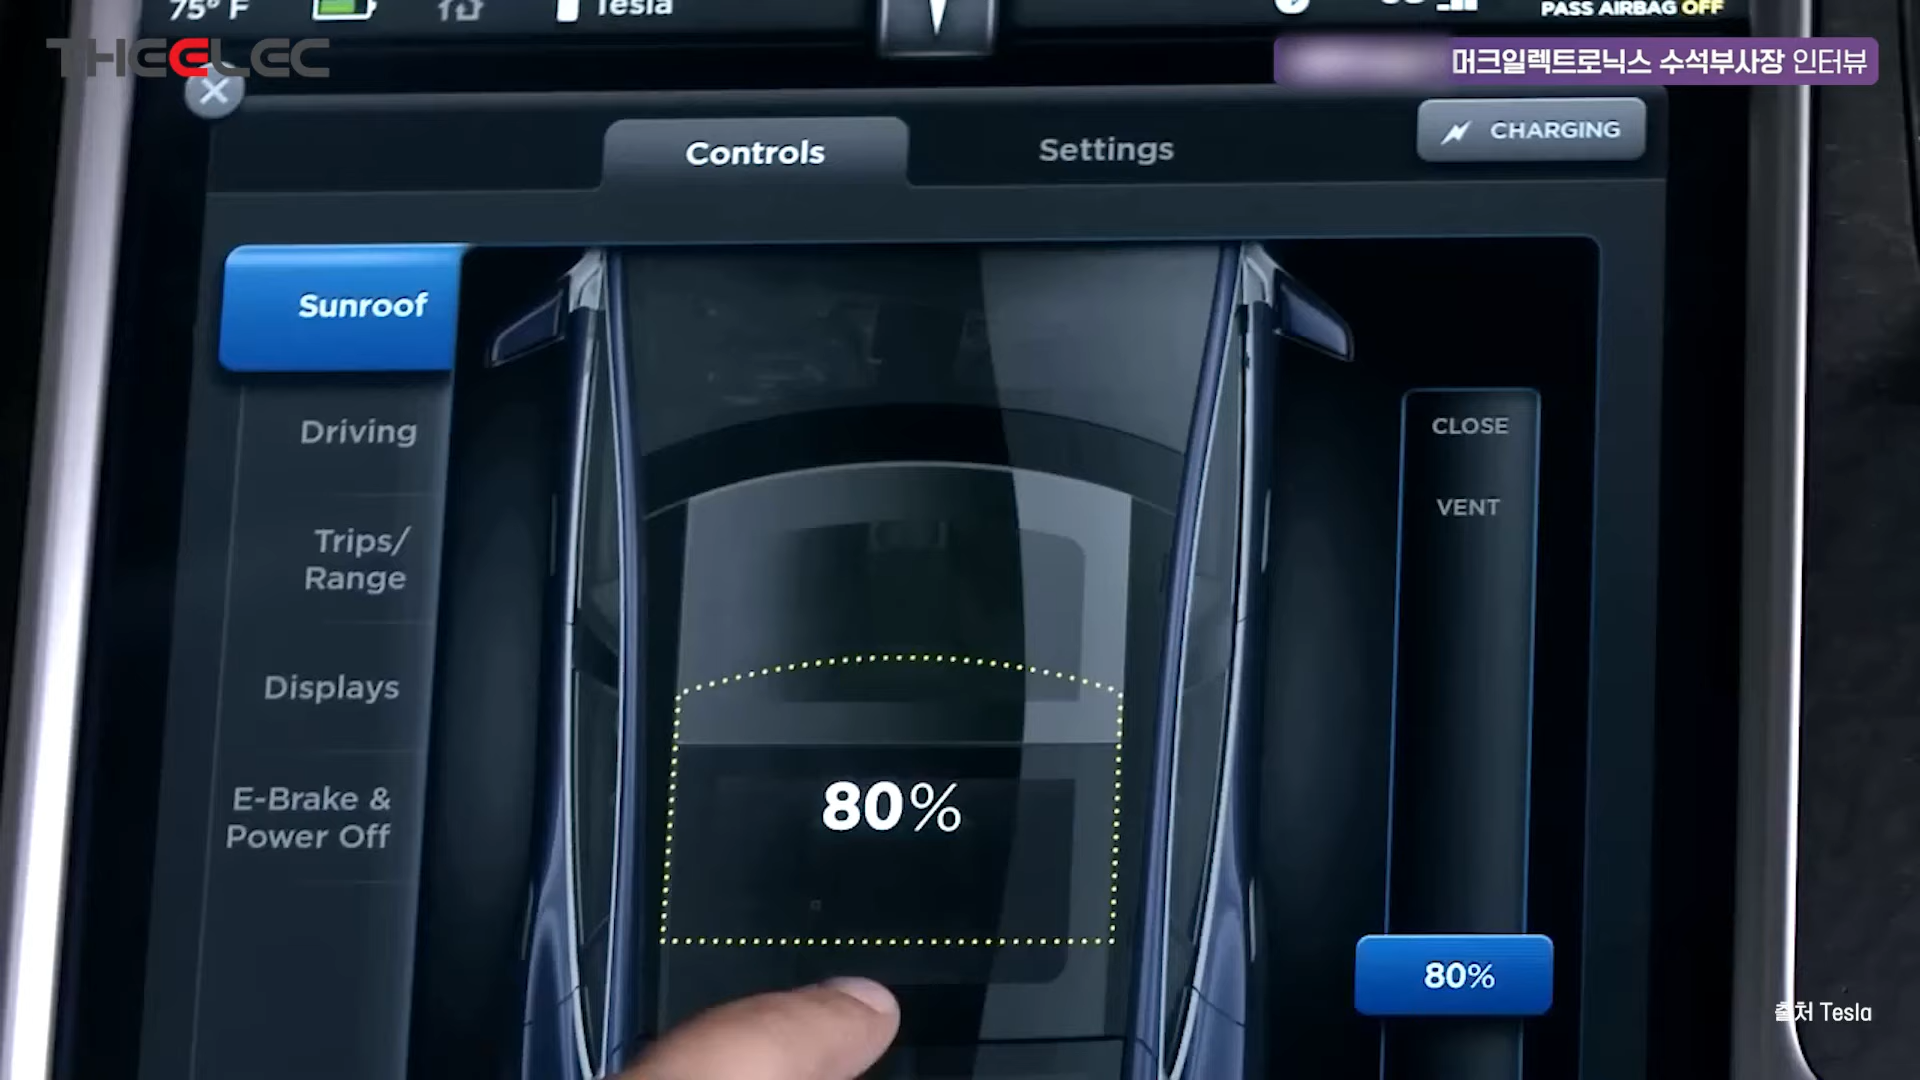 75° F
Tesla
PASS AIRBAG OFF
THEELEC
머크일렉트로닉스 수석부사장 인터뷰
Controls
Settings
CHARGING
Sunroof
Driving
Trips/
Range
Displays
E-Brake &
Power Off
CLOSE
VENT
80%
80%
출처 Tesla